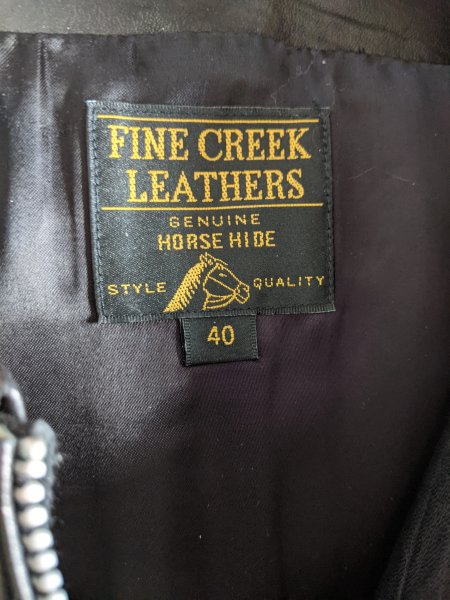 FINE CREEK
LEATHERS
GENUINE
HORSE HIDE
STYLE QUALITY
40